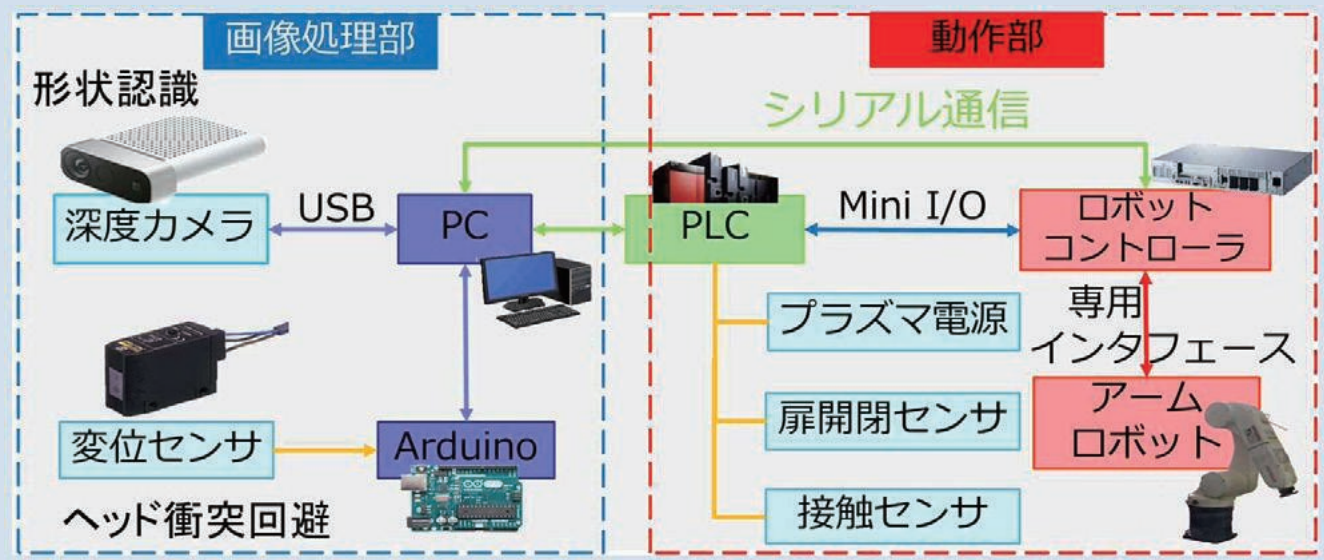 画像処理部
動作部
形状認識
シリアル通信
深度カメラ
USB
PC
PLC
Mini I/O
ロボット
コントローラ
プラズマ電源
専用
インタフェース
変位センサ
Arduino
扉開閉センサ
アーム
ロボット
ヘッド衝突回避
接触センサ